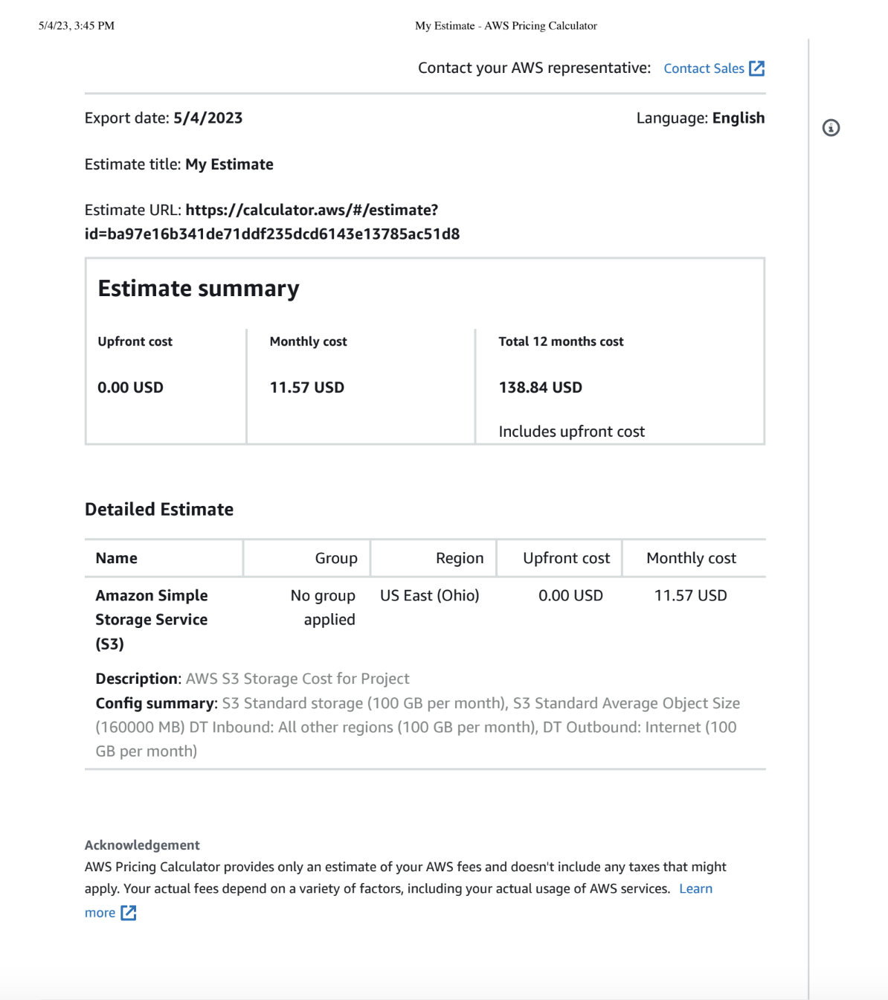 5/4/23, 3:45 PM
My Estimate - AWS Pricing Calculator
Contact your AWS representative: Contact Sales
Export date: 5/4/2023
Language: English
Estimate title: My Estimate
Estimate URL: https://calculator.aws/#/estimate?
id=ba97e16b341de71ddf235dcd6143e13785ac51d8
Estimate summary
Upfront cost
Monthly cost
Total 12 months cost
0.00 USD
11.57 USD
138.84 USD
Includes upfront cost
Detailed Estimate
Name Group Region Upfront cost Monthly cost
Amazon Simple No group US East (Ohio) 0.00 USD 11.57 USD
Storage Service applied
(S3)
Description: AWS S3 Storage Cost for Project
Config summary: S3 Standard storage (100 GB per month), S3 Standard Average Object Size
(160000 MB) DT Inbound: All other regions (100 GB per month), DT Outbound: Internet (100
GB per month)
Acknowledgement
AWS Pricing Calculator provides only an estimate of your AWS fees and doesn't include any taxes that might
apply. Your actual fees depend on a variety of factors, including your actual usage of AWS services. Learn
more